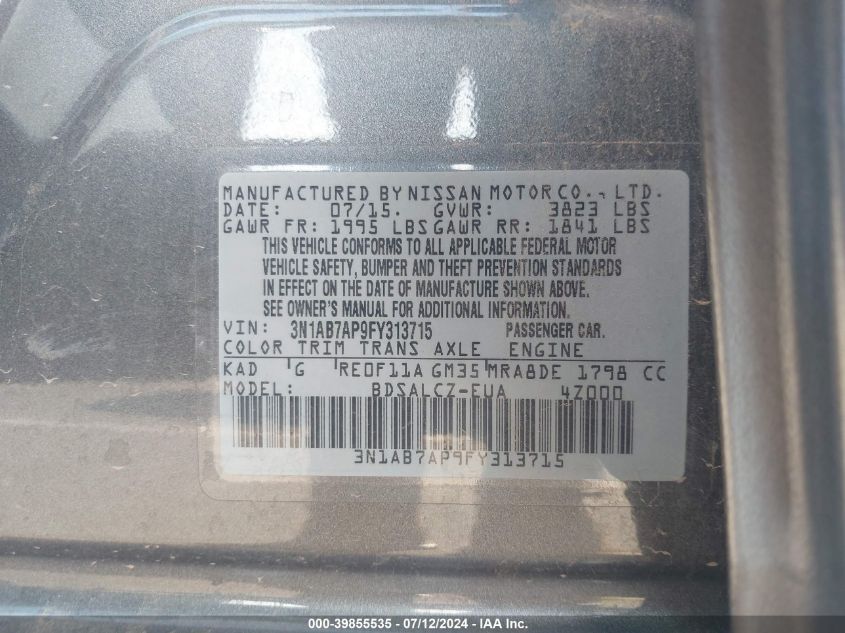 MANUFACTURED BY NISSAN MOTOR CO., LTD.
DATE: 07/15. GVWR: 3823 LBS
GAWR FR: 1995 LBS GAWR RR: 1841 LBS
THIS VEHICLE CONFORMS TO ALL APPLICABLE FEDERAL MOTOR
VEHICLE SAFETY, BUMPER AND THEFT PREVENTION STANDARDS
IN EFFECT ON THE DATE OF MANUFACTURE SHOWN ABOVE.
SEE OWNER'S MANUAL FOR ADDITIONAL INFORMATION.
VIN: 3N1AB7AP9FY313715 PASSENGER CAR.
COLOR TRIM TRANS AXLE ENGINE
KAD G RE0F11A GM35 MRA8DE 1798 CC
MODEL: BDSALCZ-EUA 4Z000
3N1AB7AP9FY313715
000-39855535 - 07/12/2024 - IAA Inc.